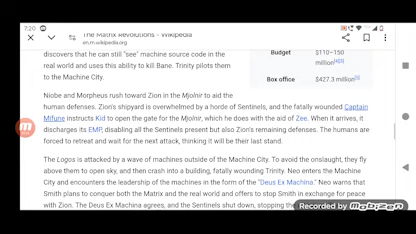 7:20
The Matrix Revolutions - Wikipedia
en.m.wikipedia.org
discovers that he can still "see" machine source code in the
real world and uses this ability to kill Bane. Trinity pilots them
to the Machine City.
Budget $110–150
million[4][5]
Box office $427.3
million[5]
Niobe and Morpheus rush toward Zion in the Mjolnir to aid the
human defenses. Zion's shipyard is overwhelmed by a horde of Sentinels, and the fatally wounded Captain
Mifune instructs Kid to open the gate for the Mjolnir, which he does with the aid of Zee. When it arrives, it
discharges its EMP, disabling all the Sentinels present but also Zion's remaining defenses. The humans are
forced to retreat and wait for the next attack, thinking it will be their last stand.
The Logos is attacked by a wave of machines outside of the Machine City. To avoid the onslaught, they fly
above them to open sky, and then crash into a building, fatally wounding Trinity. Neo enters the Machine
City and encounters the leadership of the machines in the form of the "Deus Ex Machina." Neo warns that
Smith plans to conquer both the Matrix and the real world and offers to stop Smith in exchange for peace
with Zion. The Deus Ex Machina agrees, and the Sentinels shut down, stopping the
Recorded by Mobizen